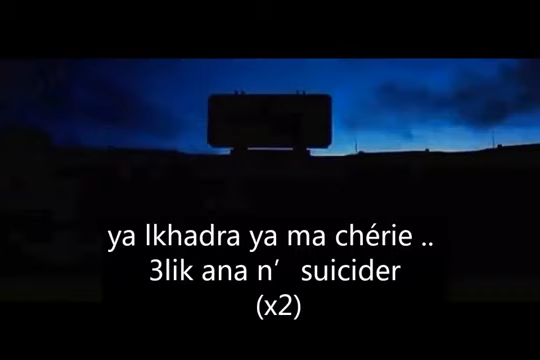 ya lkhadra ya ma chérie ..
3lik ana n’ suicider
(x2)